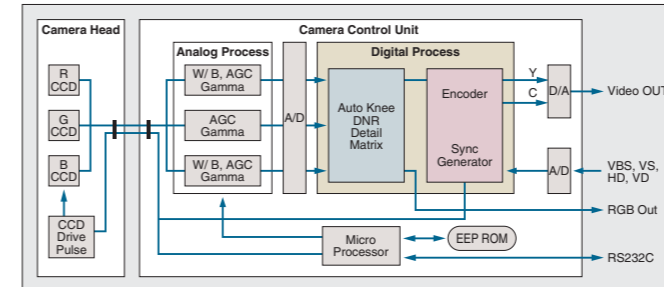 Camera Head
Camera Control Unit
Analog Process
Digital Process
R
CCD
G
CCD
B
CCD
CCD
Drive
Pulse
W/ B, AGC
Gamma
AGC
Gamma
W/ B, AGC
Gamma
A/D
Auto Knee
DNR
Detail
Matrix
Encoder
Sync
Generator
Y
C
D/A
A/D
Video OUT
VBS, VS,
HD, VD
RGB Out
Micro
Processor
EEP ROM
RS232C